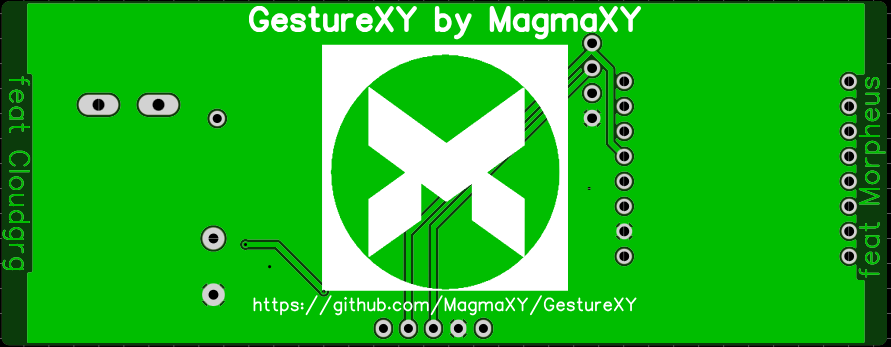 GestureXY by MagmaXY
feat Cloudgrg
feat Morpheus
https://github.com/MagmaXY/GestureXY